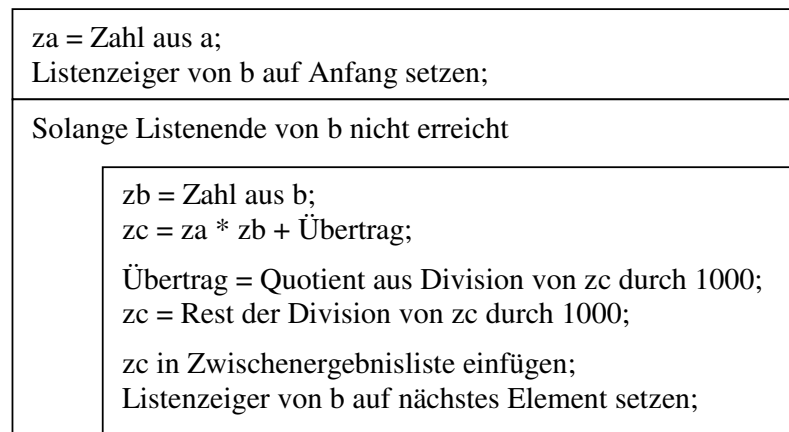 za = Zahl aus a;
Listenzeiger von b auf Anfang setzen;
Solange Listenende von b nicht erreicht
zb = Zahl aus b;
zc = za * zb + Übertrag;
Übertrag = Quotient aus Division von zc durch 1000;
zc = Rest der Division von zc durch 1000;
zc in Zwischenergebnisliste einfügen;
Listenzeiger von b auf nächstes Element setzen;